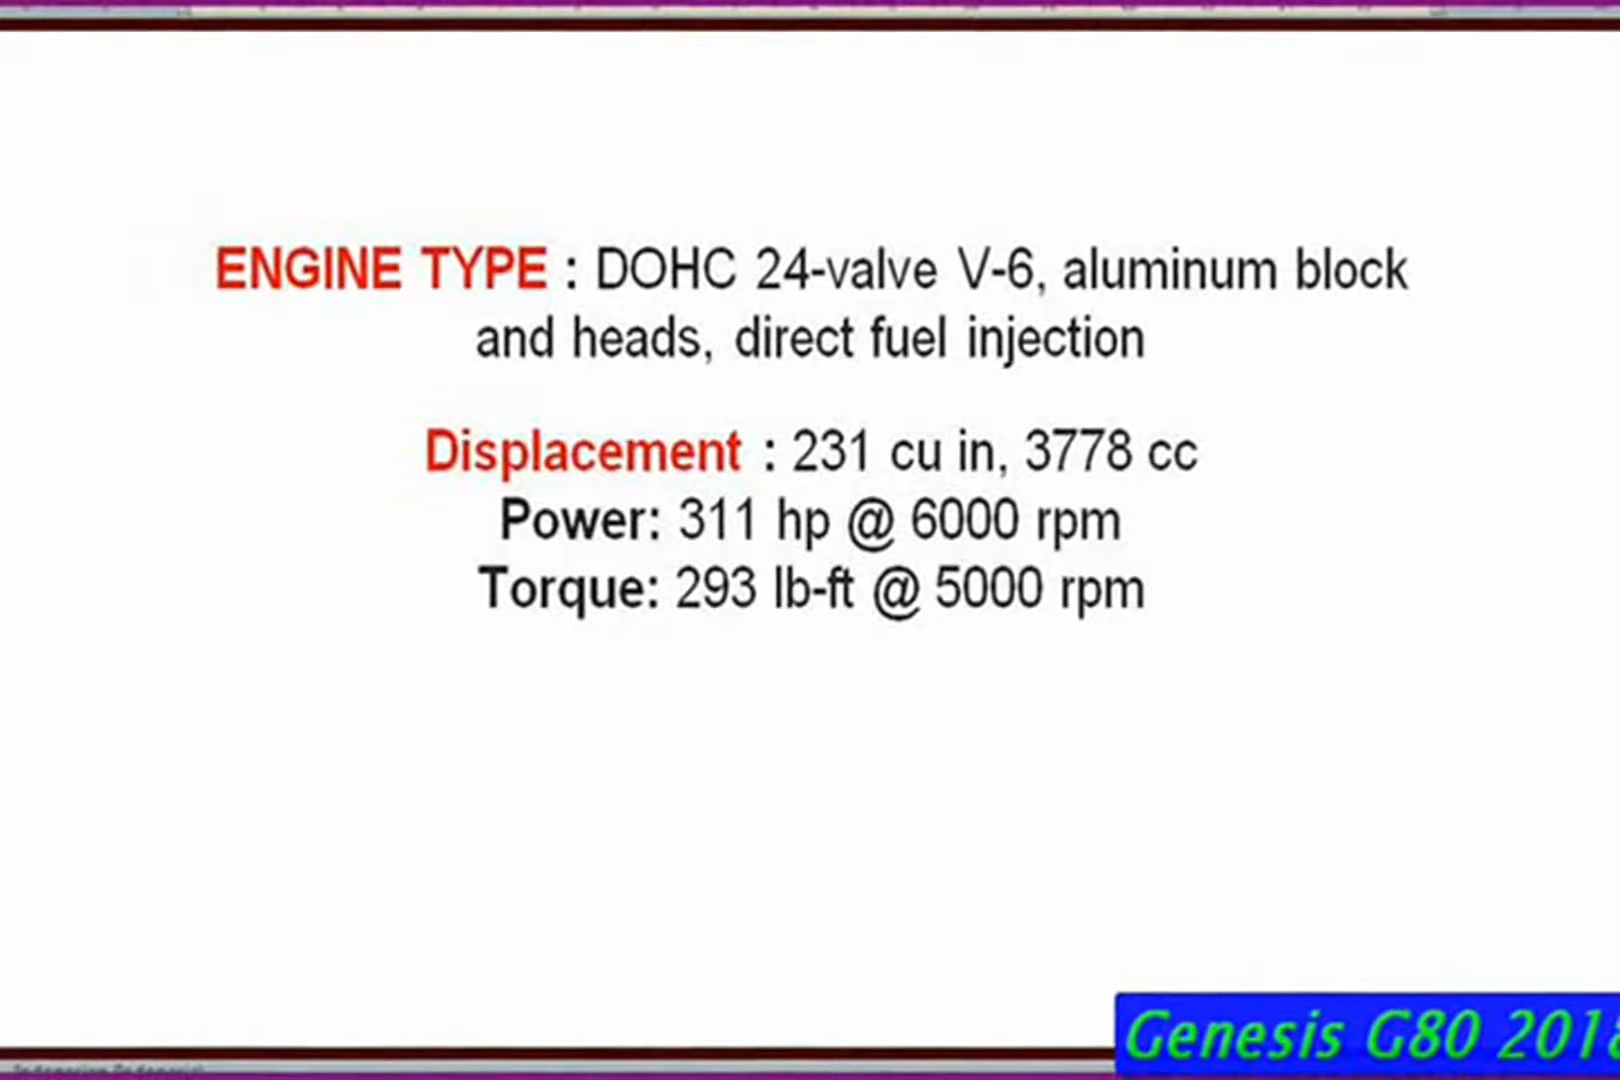 ENGINE TYPE : DOHC 24-valve V-6, aluminum block
and heads, direct fuel injection
Displacement : 231 cu in, 3778 cc
Power: 311 hp @ 6000 rpm
Torque: 293 lb-ft @ 5000 rpm
Genesis G80